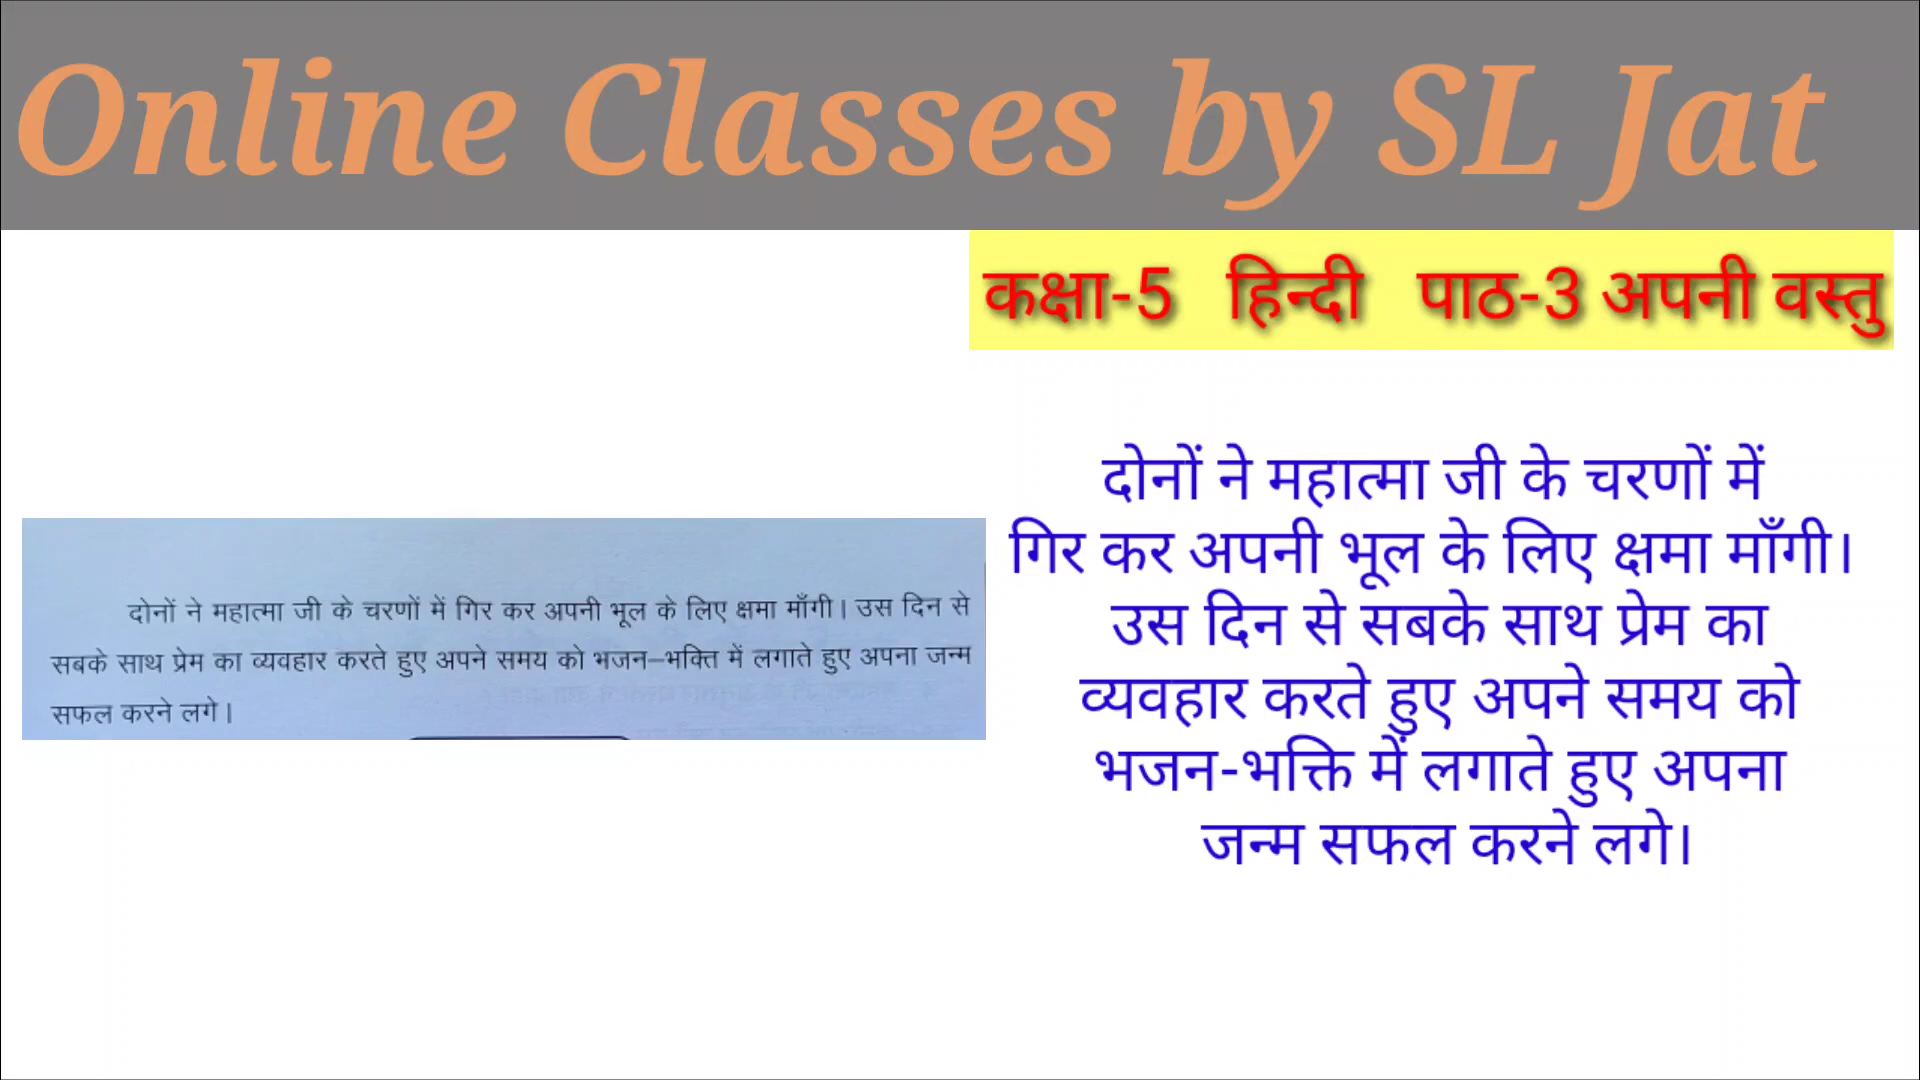 Online Classes by SL Jat
कक्षा-5 हिन्दी पाठ-3 अपनी वस्तु
दोनों ने महात्मा जी के चरणों में गिर कर अपनी भूल के लिए क्षमा माँगी। उस दिन से
सबके साथ प्रेम का व्यवहार करते हुए अपने समय को भजन–भक्ति में लगाते हुए अपना जन्म
सफल करने लगे।
दोनों ने महात्मा जी के चरणों में
गिर कर अपनी भूल के लिए क्षमा माँगी।
उस दिन से सबके साथ प्रेम का
व्यवहार करते हुए अपने समय को
भजन-भक्ति में लगाते हुए अपना
जन्म सफल करने लगे।